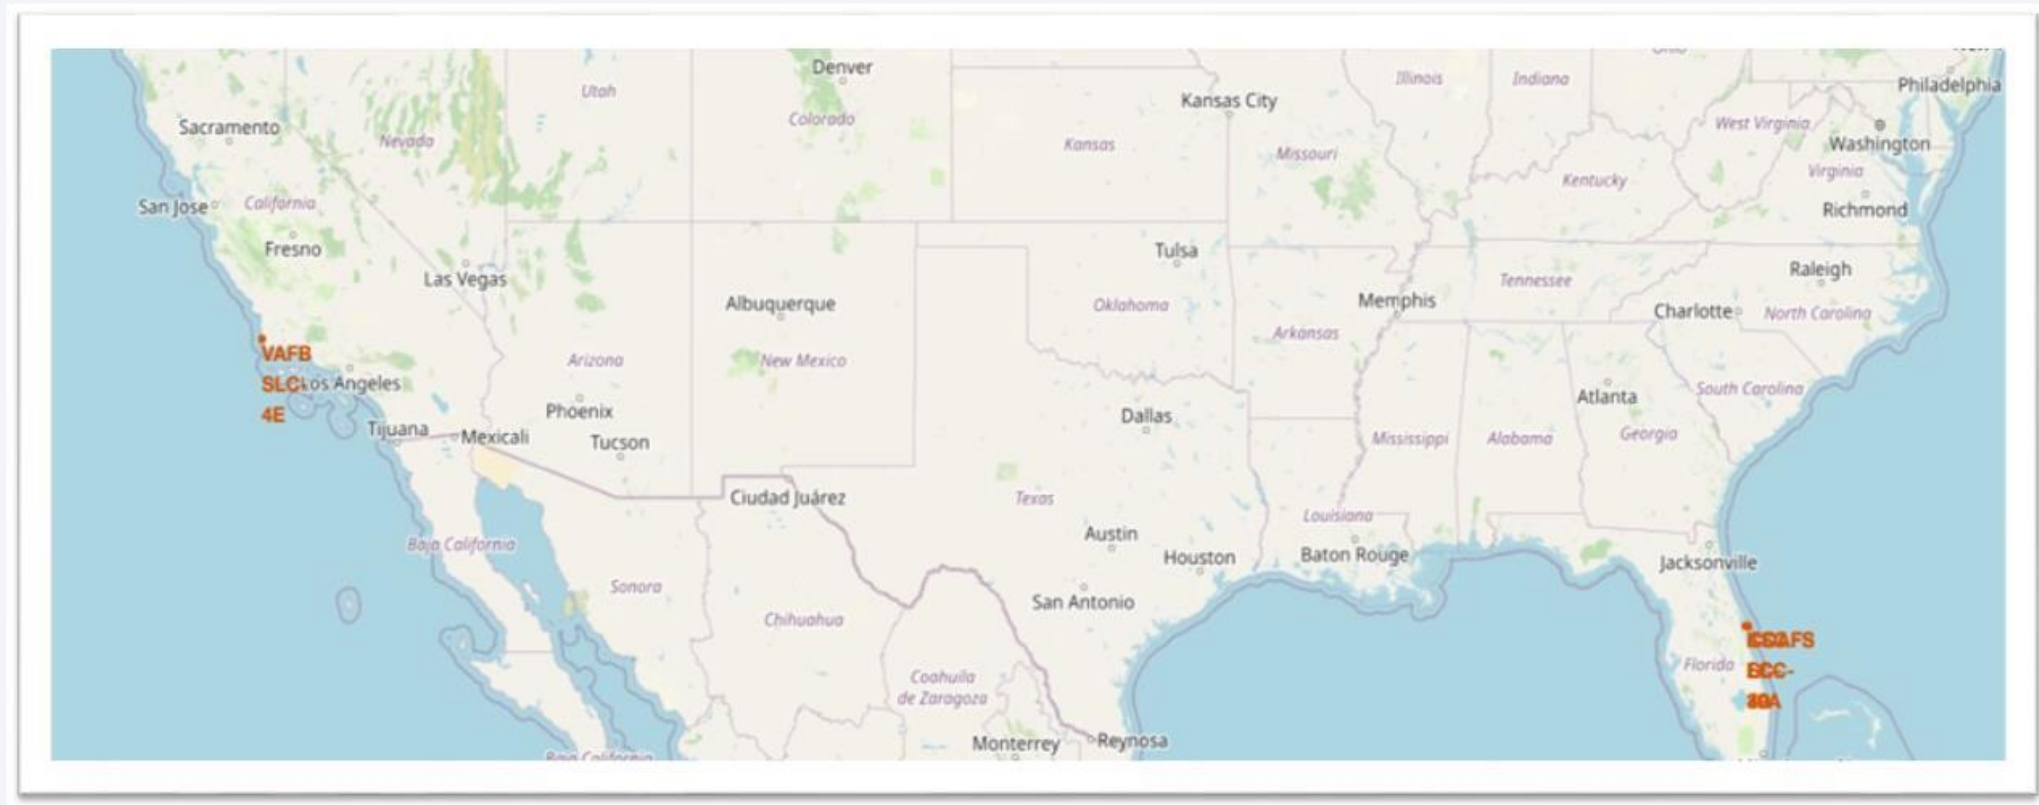 Denver
Kansas City
Utah
Illinois
Indiana
Philadelphia
Sacramento
Nevada
Colorado
Kansas
Missouri
West Virginia
Washington
Kentucky
Virginia
San Jose
California
Richmond
Fresno
Las Vegas
Tulsa
Tennessee
Raleigh
Albuquerque
Oklahoma
Memphis
Charlotte
North Carolina
Arkansas
VAFB
SLC-
4E
Los Angeles
Arizona
New Mexico
Phoenix
Dallas
Atlanta
South Carolina
Tijuana
Mexicali
Tucson
Mississippi
Alabama
Georgia
Ciudad Juárez
Texas
Louisiana
Austin
Houston
Baton Rouge
Jacksonville
Baja California
Sonora
San Antonio
Chihuahua
Florida
Coahuila
de Zaragoza
Monterrey
Reynosa
Baja California